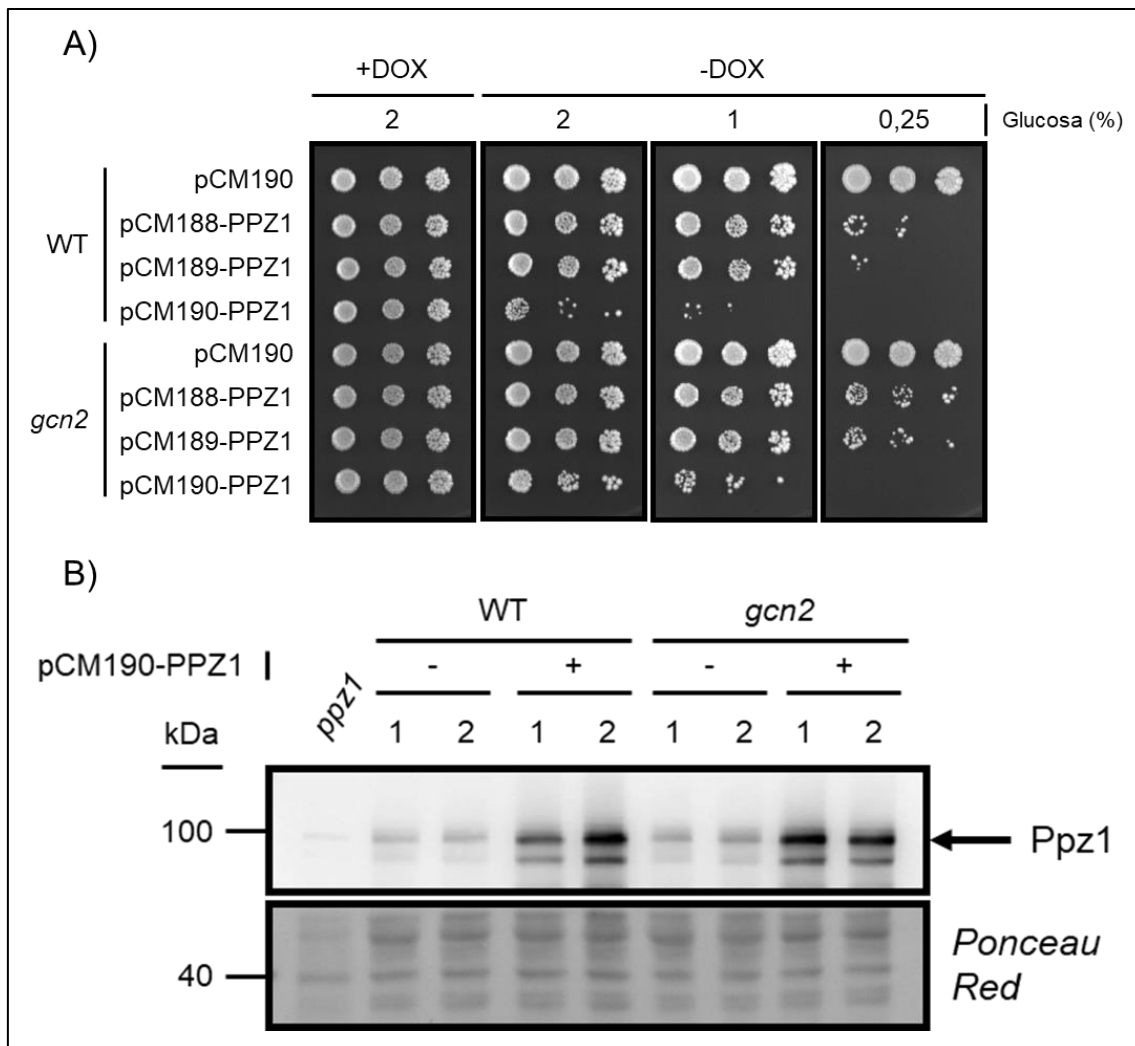 A)
+DOX -DOX
2 2 1 0,25 Glucosa (%)
WT
pCM190
pCM188-PPZ1
pCM189-PPZ1
pCM190-PPZ1
gcn2
pCM190
pCM188-PPZ1
pCM189-PPZ1
pCM190-PPZ1
B)
WT gcn2
pCM190-PPZ1 - + - +
kDa ppz1 1 2 1 2 1 2 1 2
100 Ppz1
40 Ponceau
Red